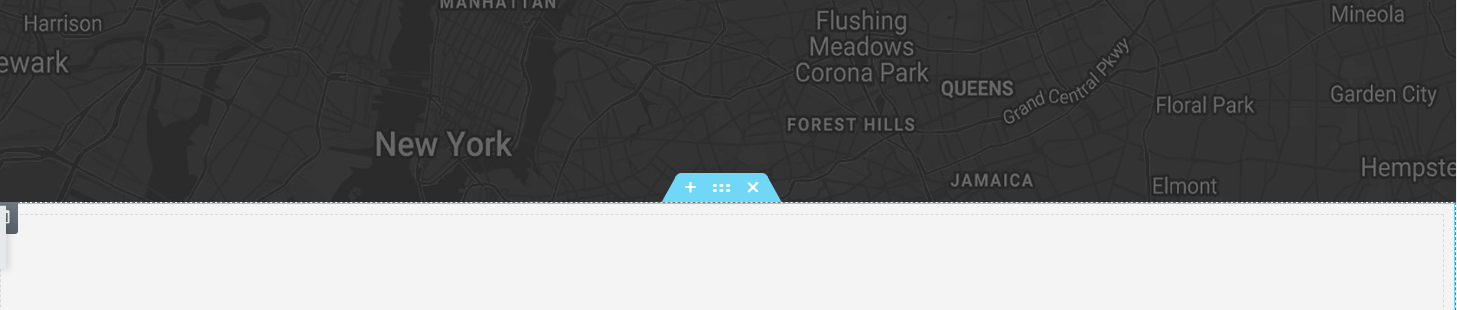 MANHATTAN
Harrison
ewark
New York
Flushing
Meadows
Corona Park
QUEENS
Grand Central Pkwy
FOREST HILLS
JAMAICA
Mineola
Garden City
Floral Park
Hempste
Elmont